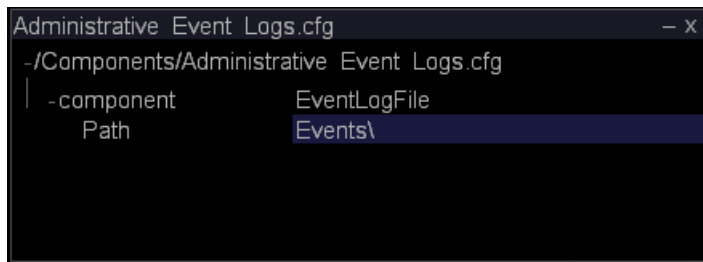 Administrative Event Logs.cfg – x
-/Components/Administrative Event Logs.cfg
-component EventLogFile
Path Events\